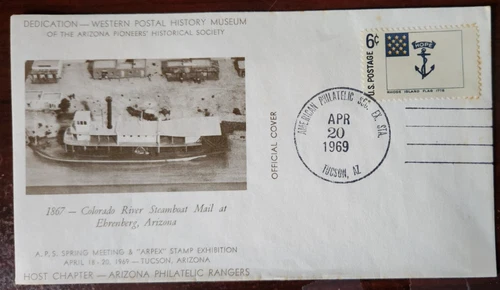 DEDICATION — WESTERN POSTAL HISTORY MUSEUM
OF THE ARIZONA PIONEERS' HISTORICAL SOCIETY
1867 — Colorado River Steamboat Mail at
Ehrenberg, Arizona
A.P.S. SPRING MEETING & "ARPEX" STAMP EXHIBITION
APRIL 18-20, 1969 — TUCSON, ARIZONA
HOST CHAPTER — ARIZONA PHILATELIC RANGERS
OFFICIAL COVER
AMERICAN PHILATELIC SOC. EX. STA.
APR
20
1969
TUCSON, AZ
6¢
U.S. POSTAGE
HOPE
RHODE ISLAND FLAG 1775